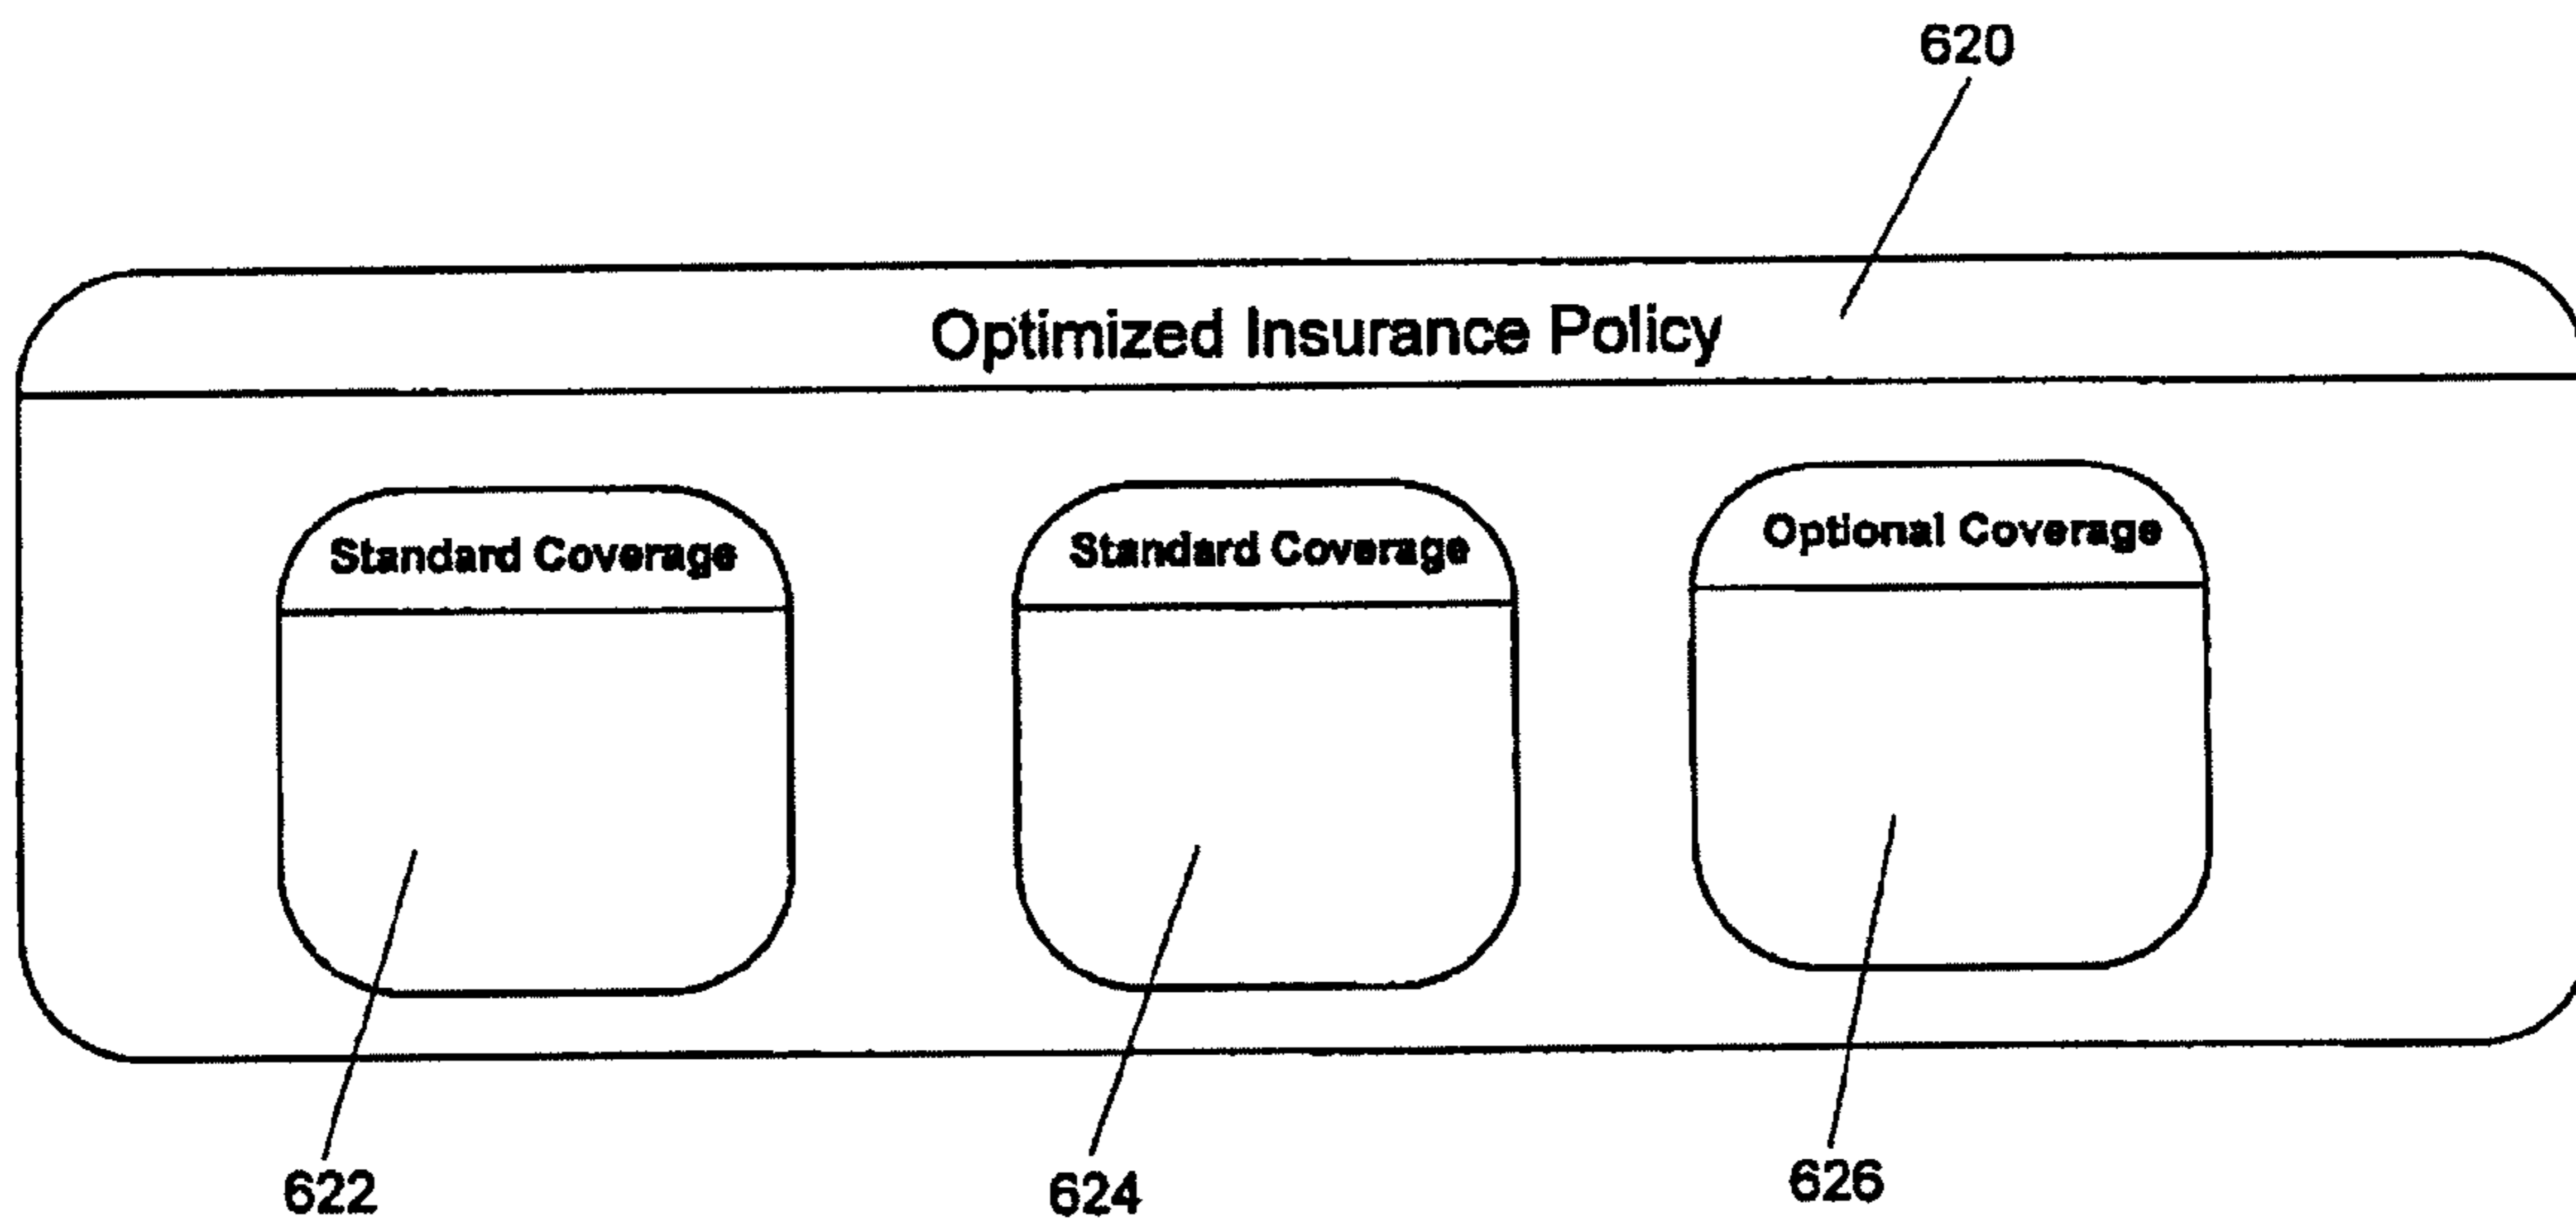 620
Optimized Insurance Policy
Standard Coverage
Standard Coverage
Optional Coverage
622
624
626